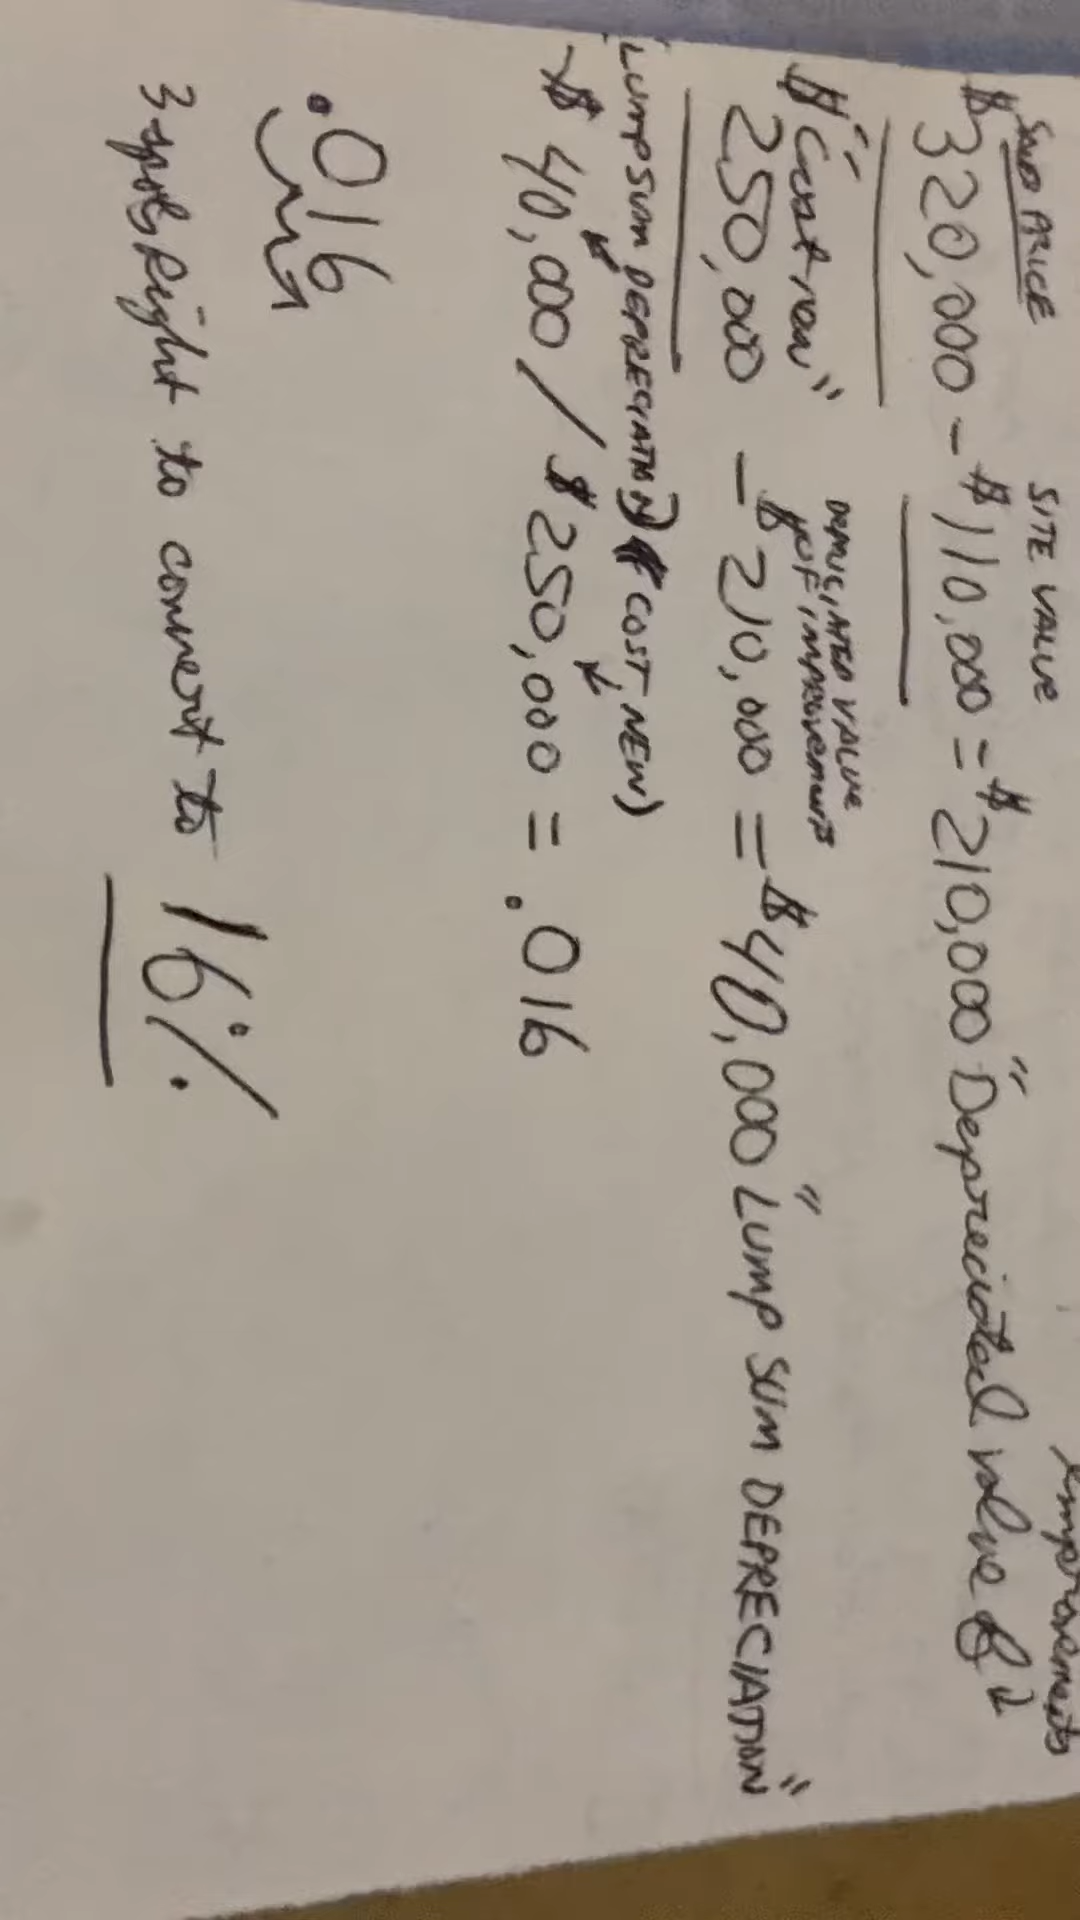 SOLD PRICE SITE VALUE
$320,000 - $110,000 = $210,000 "Depreciated value of
improvements
"Cost new" DEPRECIATED VALUE
OF IMPROVEMENTS
$250,000 - $210,000 = $40,000 "LUMP SUM DEPRECIATION"
"LUMP SUM DEPRECIATION) (COST NEW)
$40,000 / $250,000 = .016
.016
3 spots Right to convert to 16%